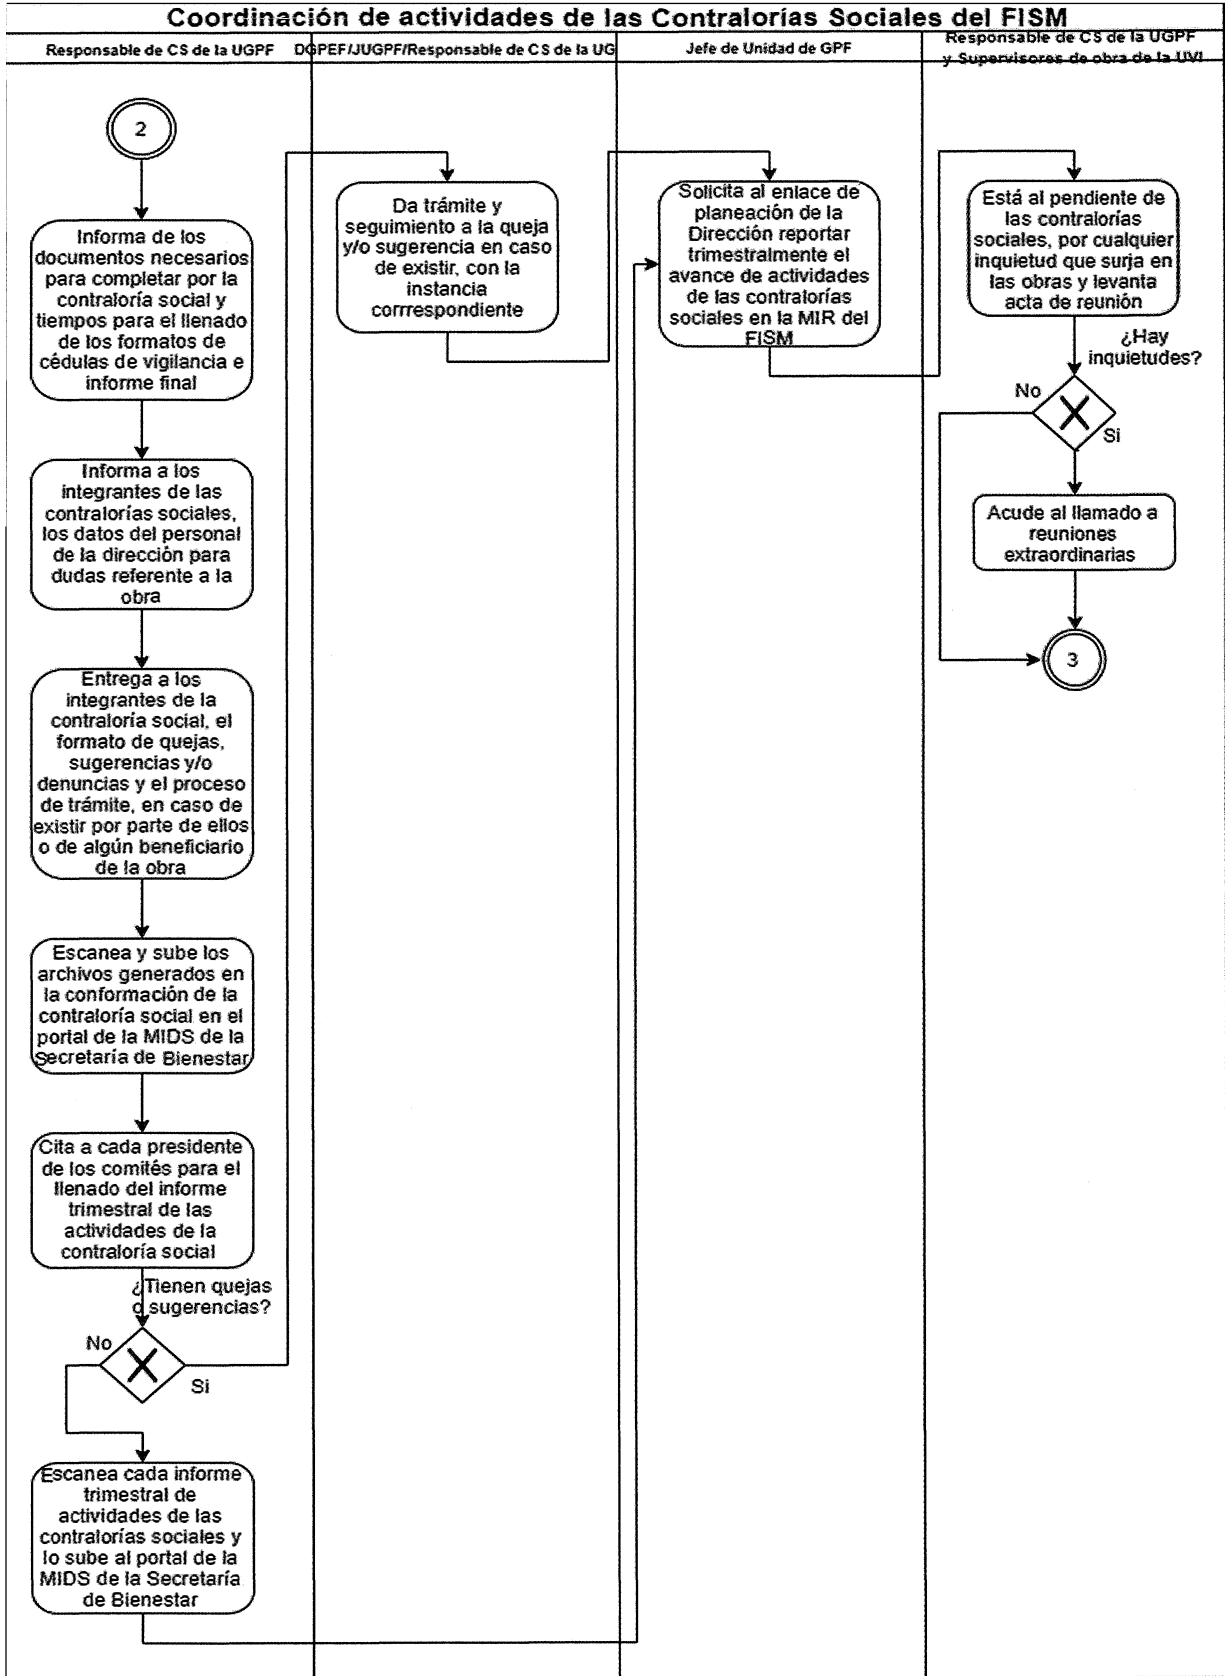 Coordinación de actividades de las Contralorías Sociales del FISM
Responsable de CS de la UGPF
DGPEF/JUGPF/Responsable de CS de la UG
Jefe de Unidad de GPF
Responsable de CS de la UGPF
y Supervisores de obra de la UVI
2
Informa de los
documentos necesarios
para completar por la
contraloría social y
tiempos para el llenado
de los formatos de
cédulas de vigilancia e
informe final
Informa a los
integrantes de las
contralorías sociales,
los datos del personal
de la dirección para
dudas referente a la
obra
Entrega a los
integrantes de la
contraloría social, el
formato de quejas,
sugerencias y/o
denuncias y el proceso
de trámite, en caso de
existir por parte de ellos
o de algún beneficiario
de la obra
Escanea y sube los
archivos generados en
la conformación de la
contraloría social en el
portal de la MIDS de la
Secretaría de Bienestar
Cita a cada presidente
de los comités para el
llenado del informe
trimestral de las
actividades de la
contraloría social
¿Tienen quejas
o sugerencias?
No
Si
Escanea cada informe
trimestral de
actividades de las
contralorías sociales y
lo sube al portal de la
MIDS de la Secretaría
de Bienestar
Da trámite y
seguimiento a la queja
y/o sugerencia en caso
de existir, con la
instancia
corrrespondiente
Solicita al enlace de
planeación de la
Dirección reportar
trimestralmente el
avance de actividades
de las contralorías
sociales en la MIR del
FISM
Está al pendiente de
las contralorías
sociales, por cualquier
inquietud que surja en
las obras y levanta
acta de reunión
¿Hay
inquietudes?
No
Si
Acude al llamado a
reuniones
extraordinarias
3